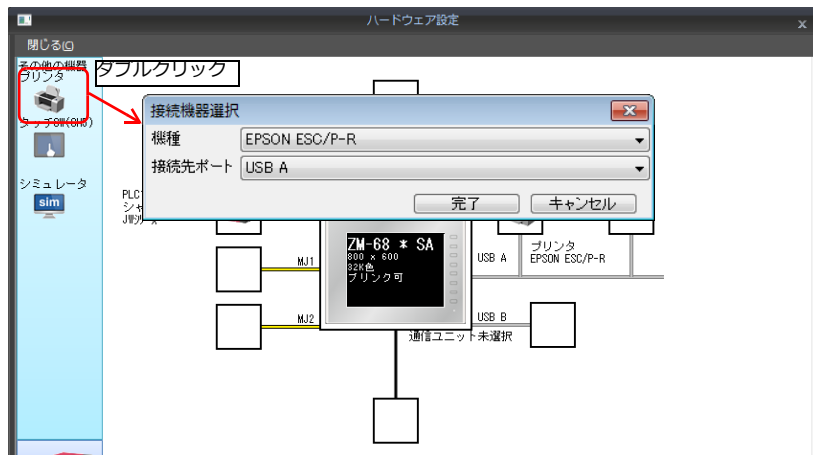 ハードウェア設定
x
閉じる(C)
その他の機器
プリンタ
ダブルクリック
タッチSW(OHD)
シミュレータ
sim
接続機器選択
機種
EPSON ESC/P-R
接続先ポート
USB A
完了
キャンセル
PLC
シャ
MJ1
ZM-68 * SA
800 x 600
32K色
ブリンク可
USB A
プリンタ
EPSON ESC/P-R
MJ2
USB B
通信ユニット未選択